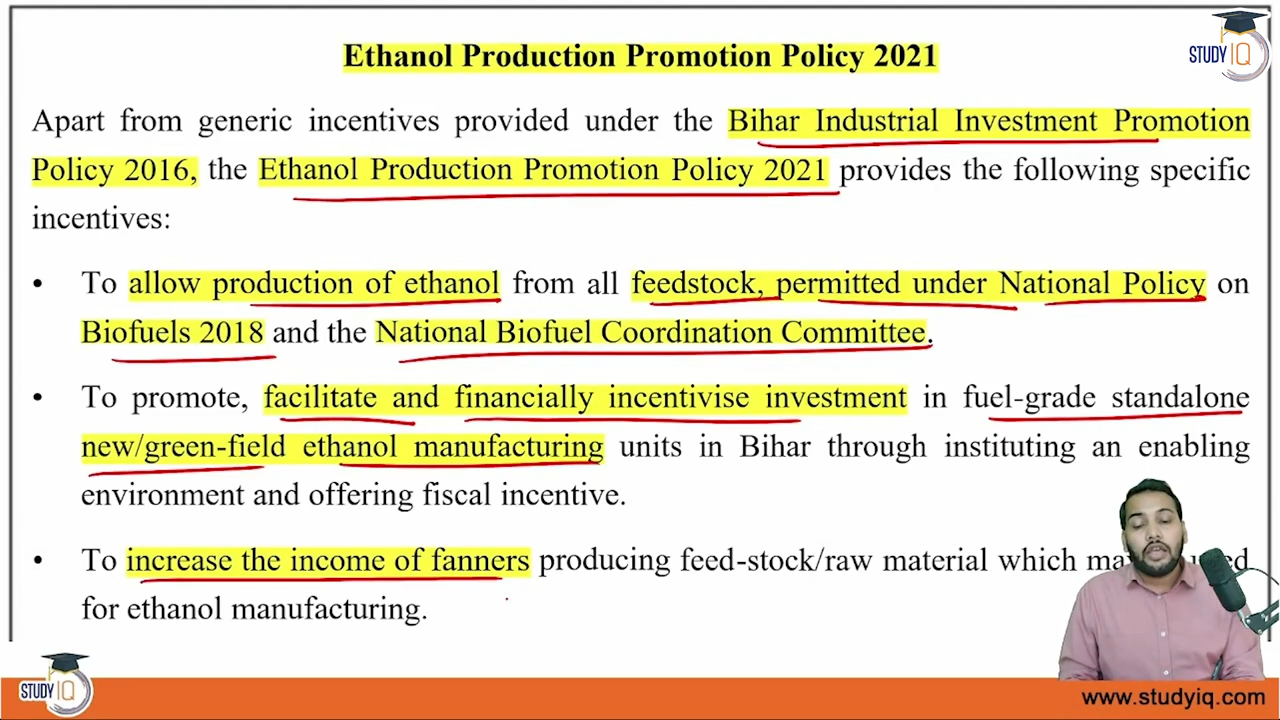 STUDY IQ
Ethanol Production Promotion Policy 2021
Apart from generic incentives provided under the Bihar Industrial Investment Promotion
Policy 2016, the Ethanol Production Promotion Policy 2021 provides the following specific
incentives:
• To allow production of ethanol from all feedstock, permitted under National Policy on
Biofuels 2018 and the National Biofuel Coordination Committee.
• To promote, facilitate and financially incentivise investment in fuel-grade standalone
new/green-field ethanol manufacturing units in Bihar through instituting an enabling
environment and offering fiscal incentive.
• To increase the income of fanners producing feed-stock/raw material which
for ethanol manufacturing.
STUDY IQ
www.studyiq.com